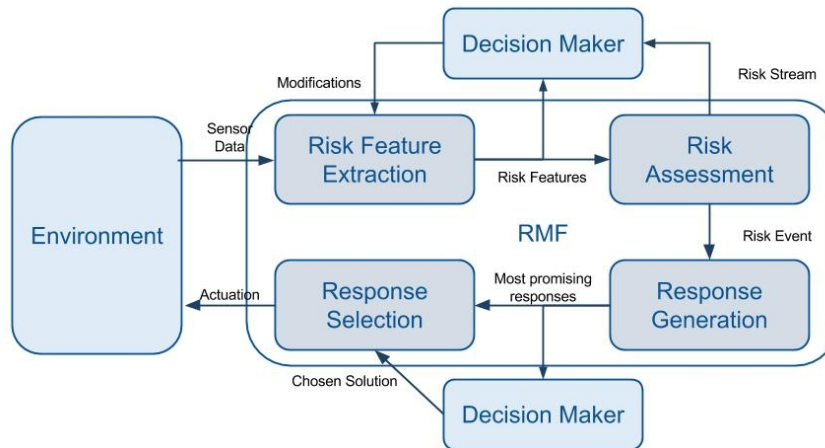 Decision Maker
Modifications
Risk Stream
Sensor
Data
Risk Feature
Extraction
Risk Features
Risk
Assessment
Environment
RMF
Risk Event
Actuation
Response
Selection
Most promising
responses
Response
Generation
Chosen Solution
Decision Maker